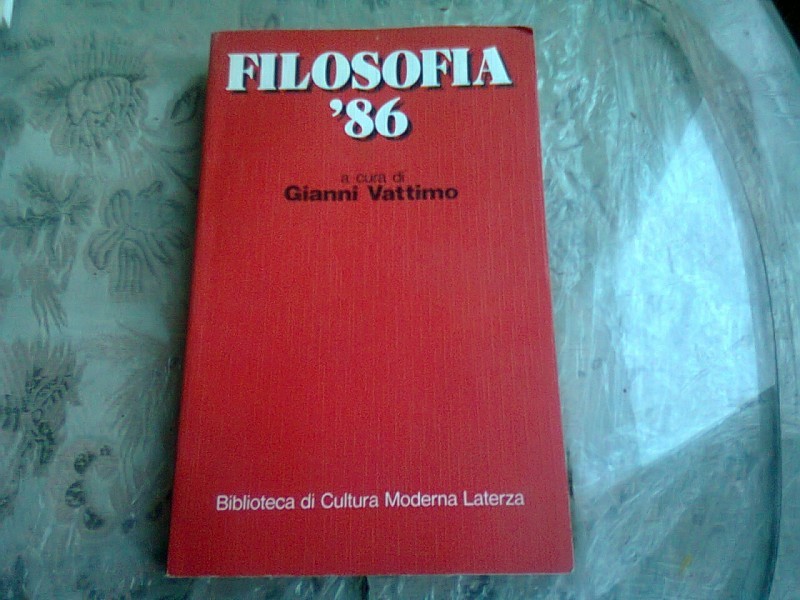 FILOSOFIA
'86
a cura di
Gianni Vattimo
Biblioteca di Cultura Moderna Laterza